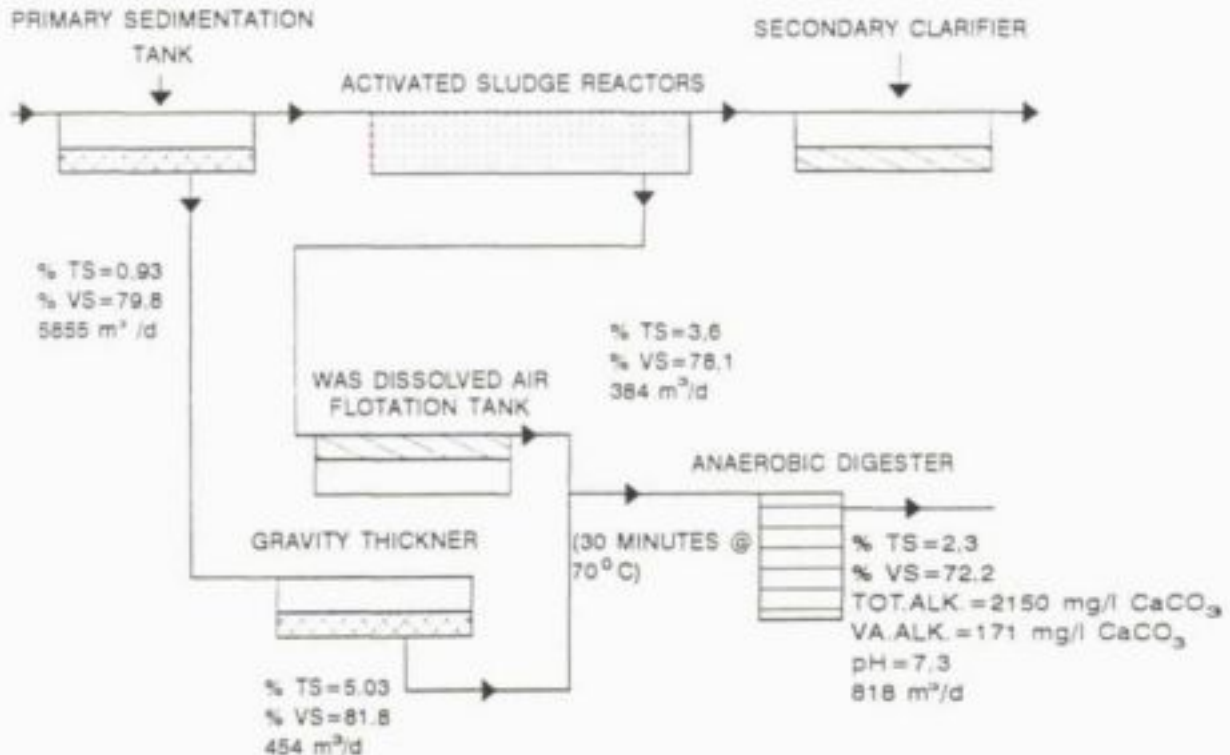 PRIMARY SEDIMENTATION
TANK
SECONDARY CLARIFIER
ACTIVATED SLUDGE REACTORS
% TS=0,93
% VS=79,8
5855 m³ /d
% TS=3,6
% VS=78,1
384 m³/d
WAS DISSOLVED AIR
FLOTATION TANK
ANAEROBIC DIGESTER
GRAVITY THICKNER
(30 MINUTES @
70⁰C)
% TS=2,3
% VS=72,2
TOT.ALK.=2150 mg/l CaCO₃
VA.ALK.=171 mg/l CaCO₃
pH=7,3
818 m³/d
% TS=5.03
% VS=81.8
454 m³/d